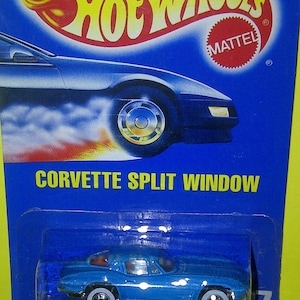 HOT WHEELS
MATTEL
®
®
CORVETTE SPLIT WINDOW